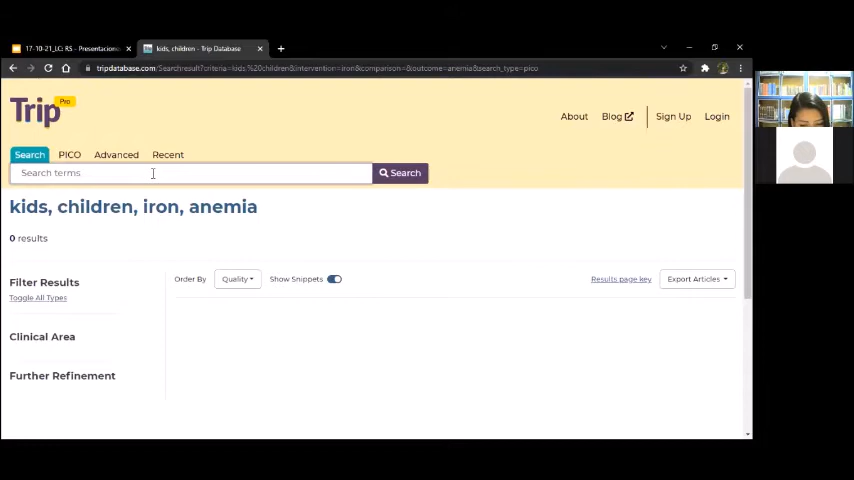 17-10-21_LC: RS - Presentacione
kids, children - Trip Database
tripdatabase.com/Searchresult?criteria=kids,%20children&intervention=iron&comparison=&outcome=anemia&search_type=pico
Trip Pro
About Blog Sign Up Login
Search PICO Advanced Recent
Search terms Search
kids, children, iron, anemia
0 results
Filter Results
Toggle All Types
Order By Quality Show Snippets Results page key Export Articles
Clinical Area
Further Refinement